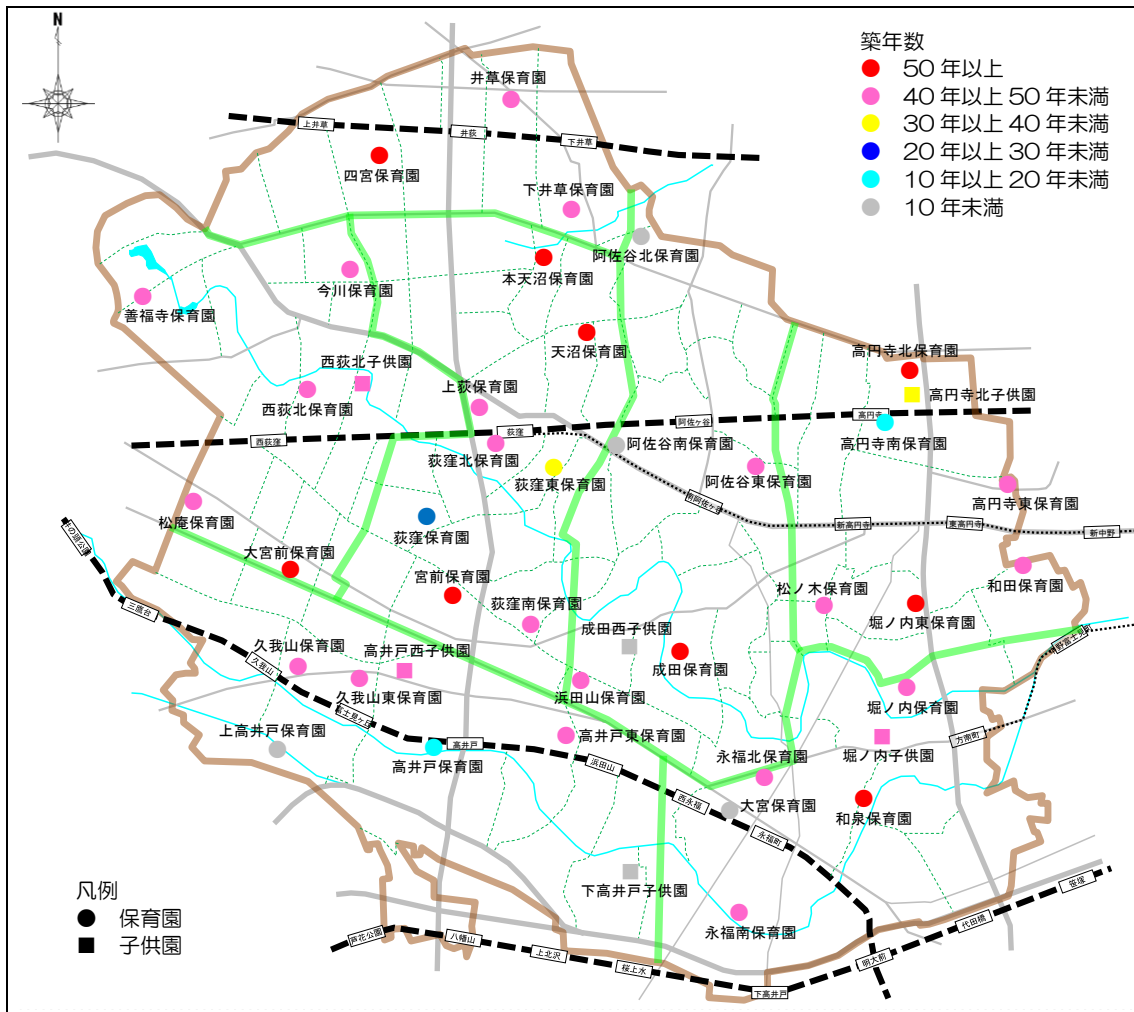 N
築年数
50年以上
40年以上50年未満
30年以上40年未満
20年以上30年未満
10年以上20年未満
10年未満
井草保育園
上井草
井荻
下井草
四宮保育園
下井草保育園
阿佐谷北保育園
本天沼保育園
今川保育園
善福寺保育園
天沼保育園
高円寺北保育園
西荻北子供園
高円寺北子供園
西荻北保育園
上荻保育園
西荻窪
荻窪
阿佐ヶ谷
高円寺
高円寺南保育園
荻窪北保育園
阿佐谷南保育園
荻窪東保育園
阿佐谷東保育園
高円寺東保育園
南阿佐ヶ谷
新高円寺
東高円寺
新中野
松庵保育園
荻窪保育園
井の頭公園
大宮前保育園
宮前保育園
荻窪南保育園
松ノ木保育園
和田保育園
堀ノ内東保育園
三鷹台
成田西子供園
成田保育園
久我山保育園
高井戸西子供園
久我山
久我山東保育園
浜田山保育園
堀ノ内保育園
富士見ヶ丘
上高井戸保育園
高井戸
高井戸保育園
高井戸東保育園
方南町
堀ノ内子供園
浜田山
永福北保育園
西永福
大宮保育園
和泉保育園
永福町
下高井戸子供園
永福南保育園
笹塚
代田橋
明大前
凡例
保育園
子供園
芦花公園
八幡山
上北沢
桜上水
下高井戸